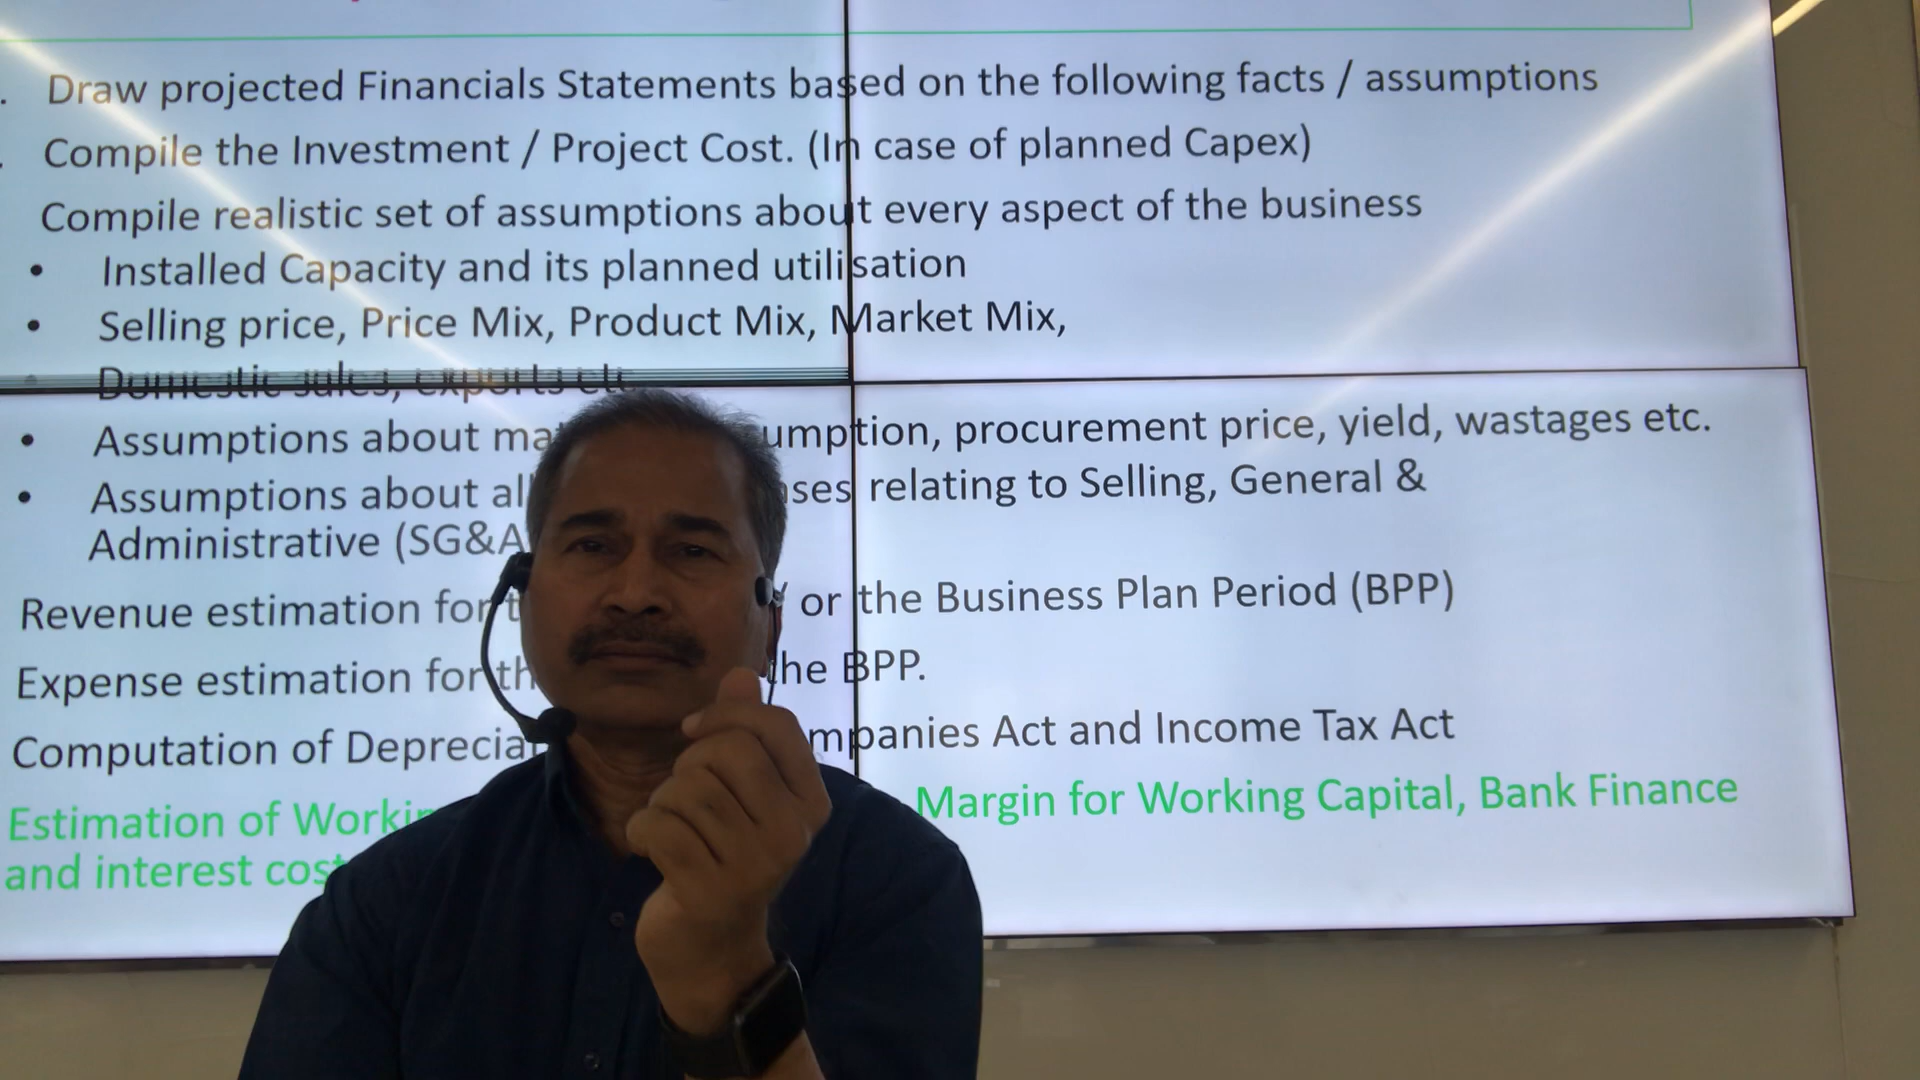 . Draw projected Financials Statements based on the following facts / assumptions
. Compile the Investment / Project Cost. (In case of planned Capex)
Compile realistic set of assumptions about every aspect of the business
• Installed Capacity and its planned utilisation
• Selling price, Price Mix, Product Mix, Market Mix,
Domestic sales, exports etc
• Assumptions about ma umption, procurement price, yield, wastages etc.
• Assumptions about all ses relating to Selling, General &
Administrative (SG&A
Revenue estimation for t or the Business Plan Period (BPP)
Expense estimation for th the BPP.
Computation of Deprecia mpanies Act and Income Tax Act
Estimation of Workin Margin for Working Capital, Bank Finance
and interest cost